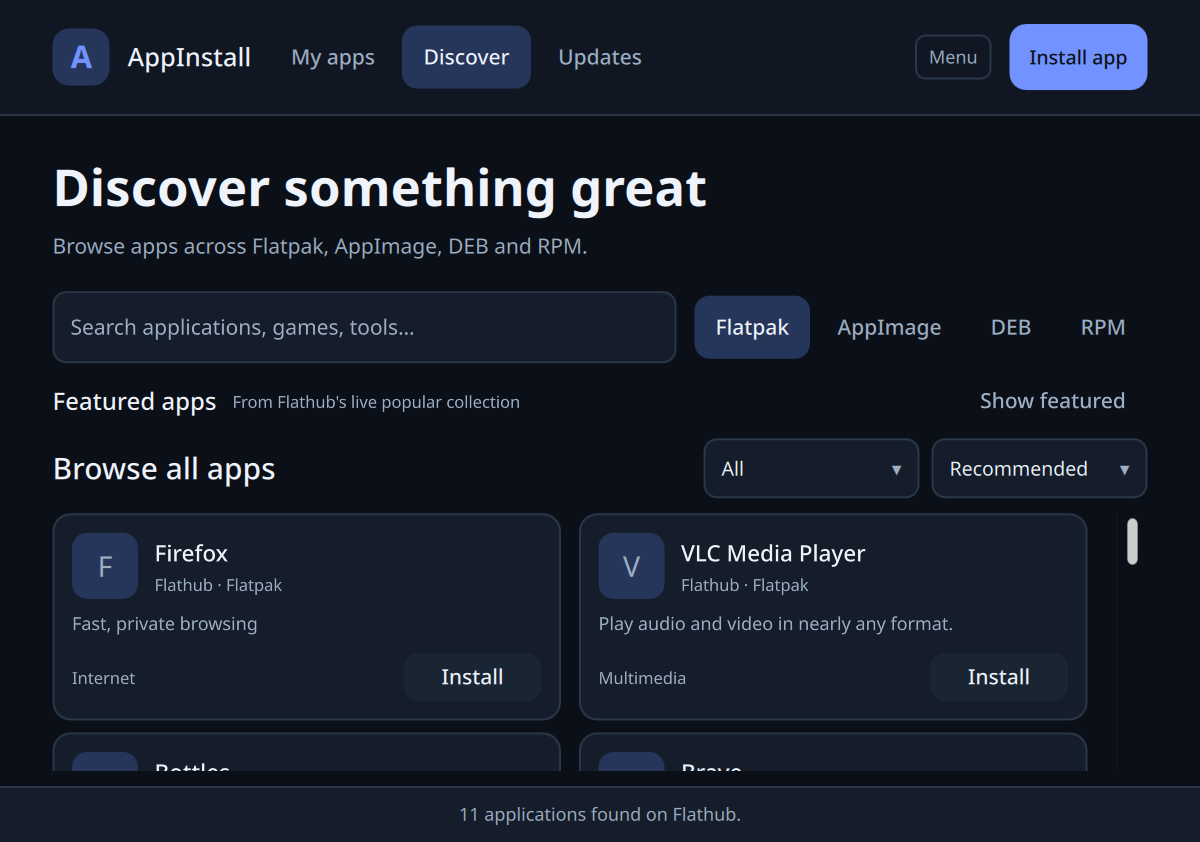 A AppInstall My apps Discover Updates Menu Install app
Discover something great
Browse apps across Flatpak, AppImage, DEB and RPM.
Search applications, games, tools... Flatpak AppImage DEB RPM
Featured apps From Flathub's live popular collection Show featured
Browse all apps All ▾ Recommended ▾
F Firefox
Flathub · Flatpak
Fast, private browsing
Internet Install
V VLC Media Player
Flathub · Flatpak
Play audio and video in nearly any format.
Multimedia Install
Bottles
Brave
11 applications found on Flathub.